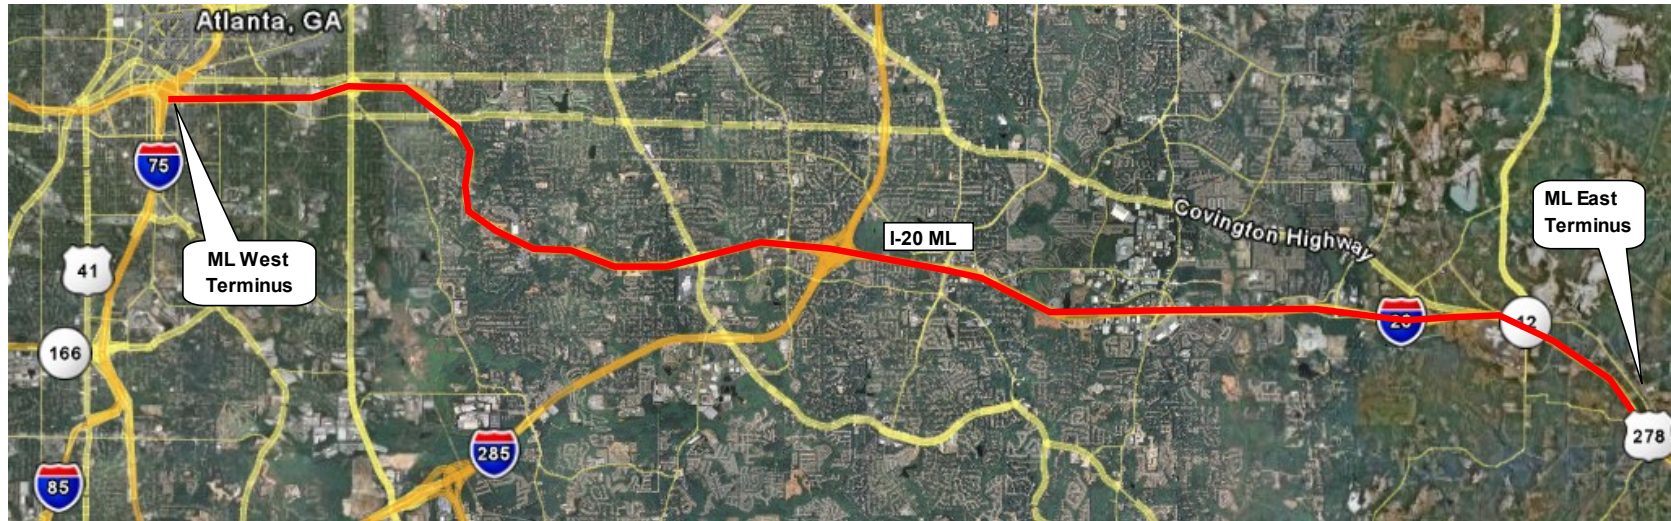 Atlanta, GA
75
ML West
Terminus
41
166
85
285
I-20 ML
Covington Highway
20
12
ML East
Terminus
278